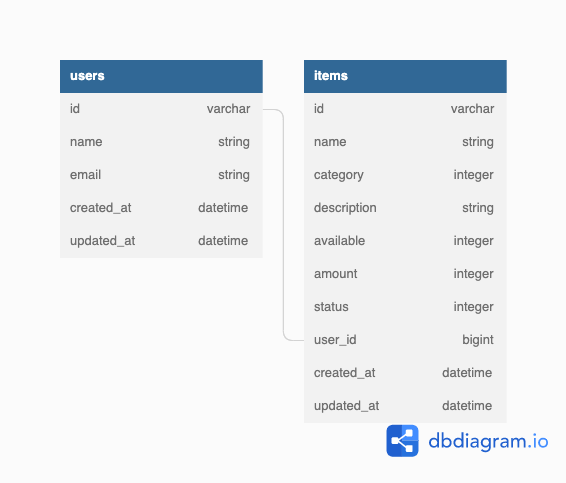 users
id varchar
name string
email string
created_at datetime
updated_at datetime
items
id varchar
name string
category integer
description string
available integer
amount integer
status integer
user_id bigint
created_at datetime
updated_at datetime
dbdiagram.io